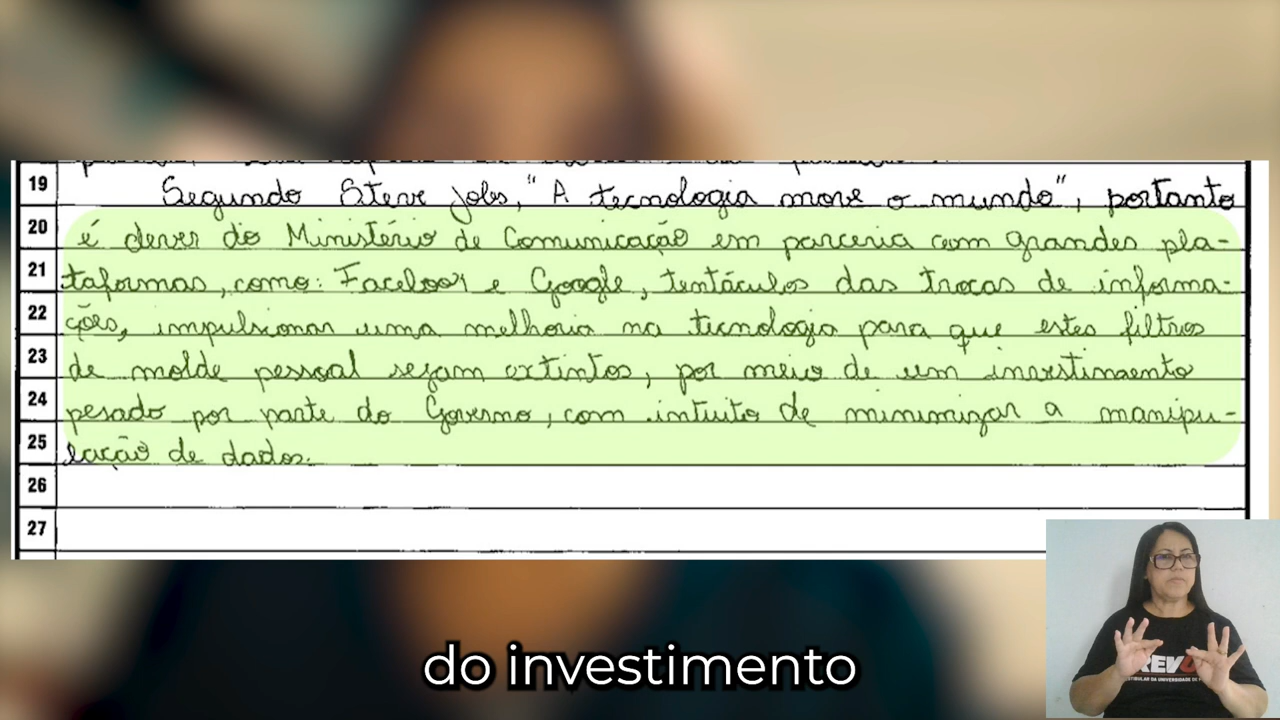 19 Segundo Steve Jobs, "A tecnologia move o mundo", portanto
20 é dever do Ministério de Comunicação em parceria com grandes pla-
21 taformas, como: Facebook e Google, tentáculos das trocas de informa-
22 ções, impulsionar uma melhoria na tecnologia para que estes filtros
23 de molde pessoal sejam extintos, por meio de um investimento
24 pesado por parte do Governo, com intuito de minimizar a manipu-
25 lação de dados.
26
27
do investimento